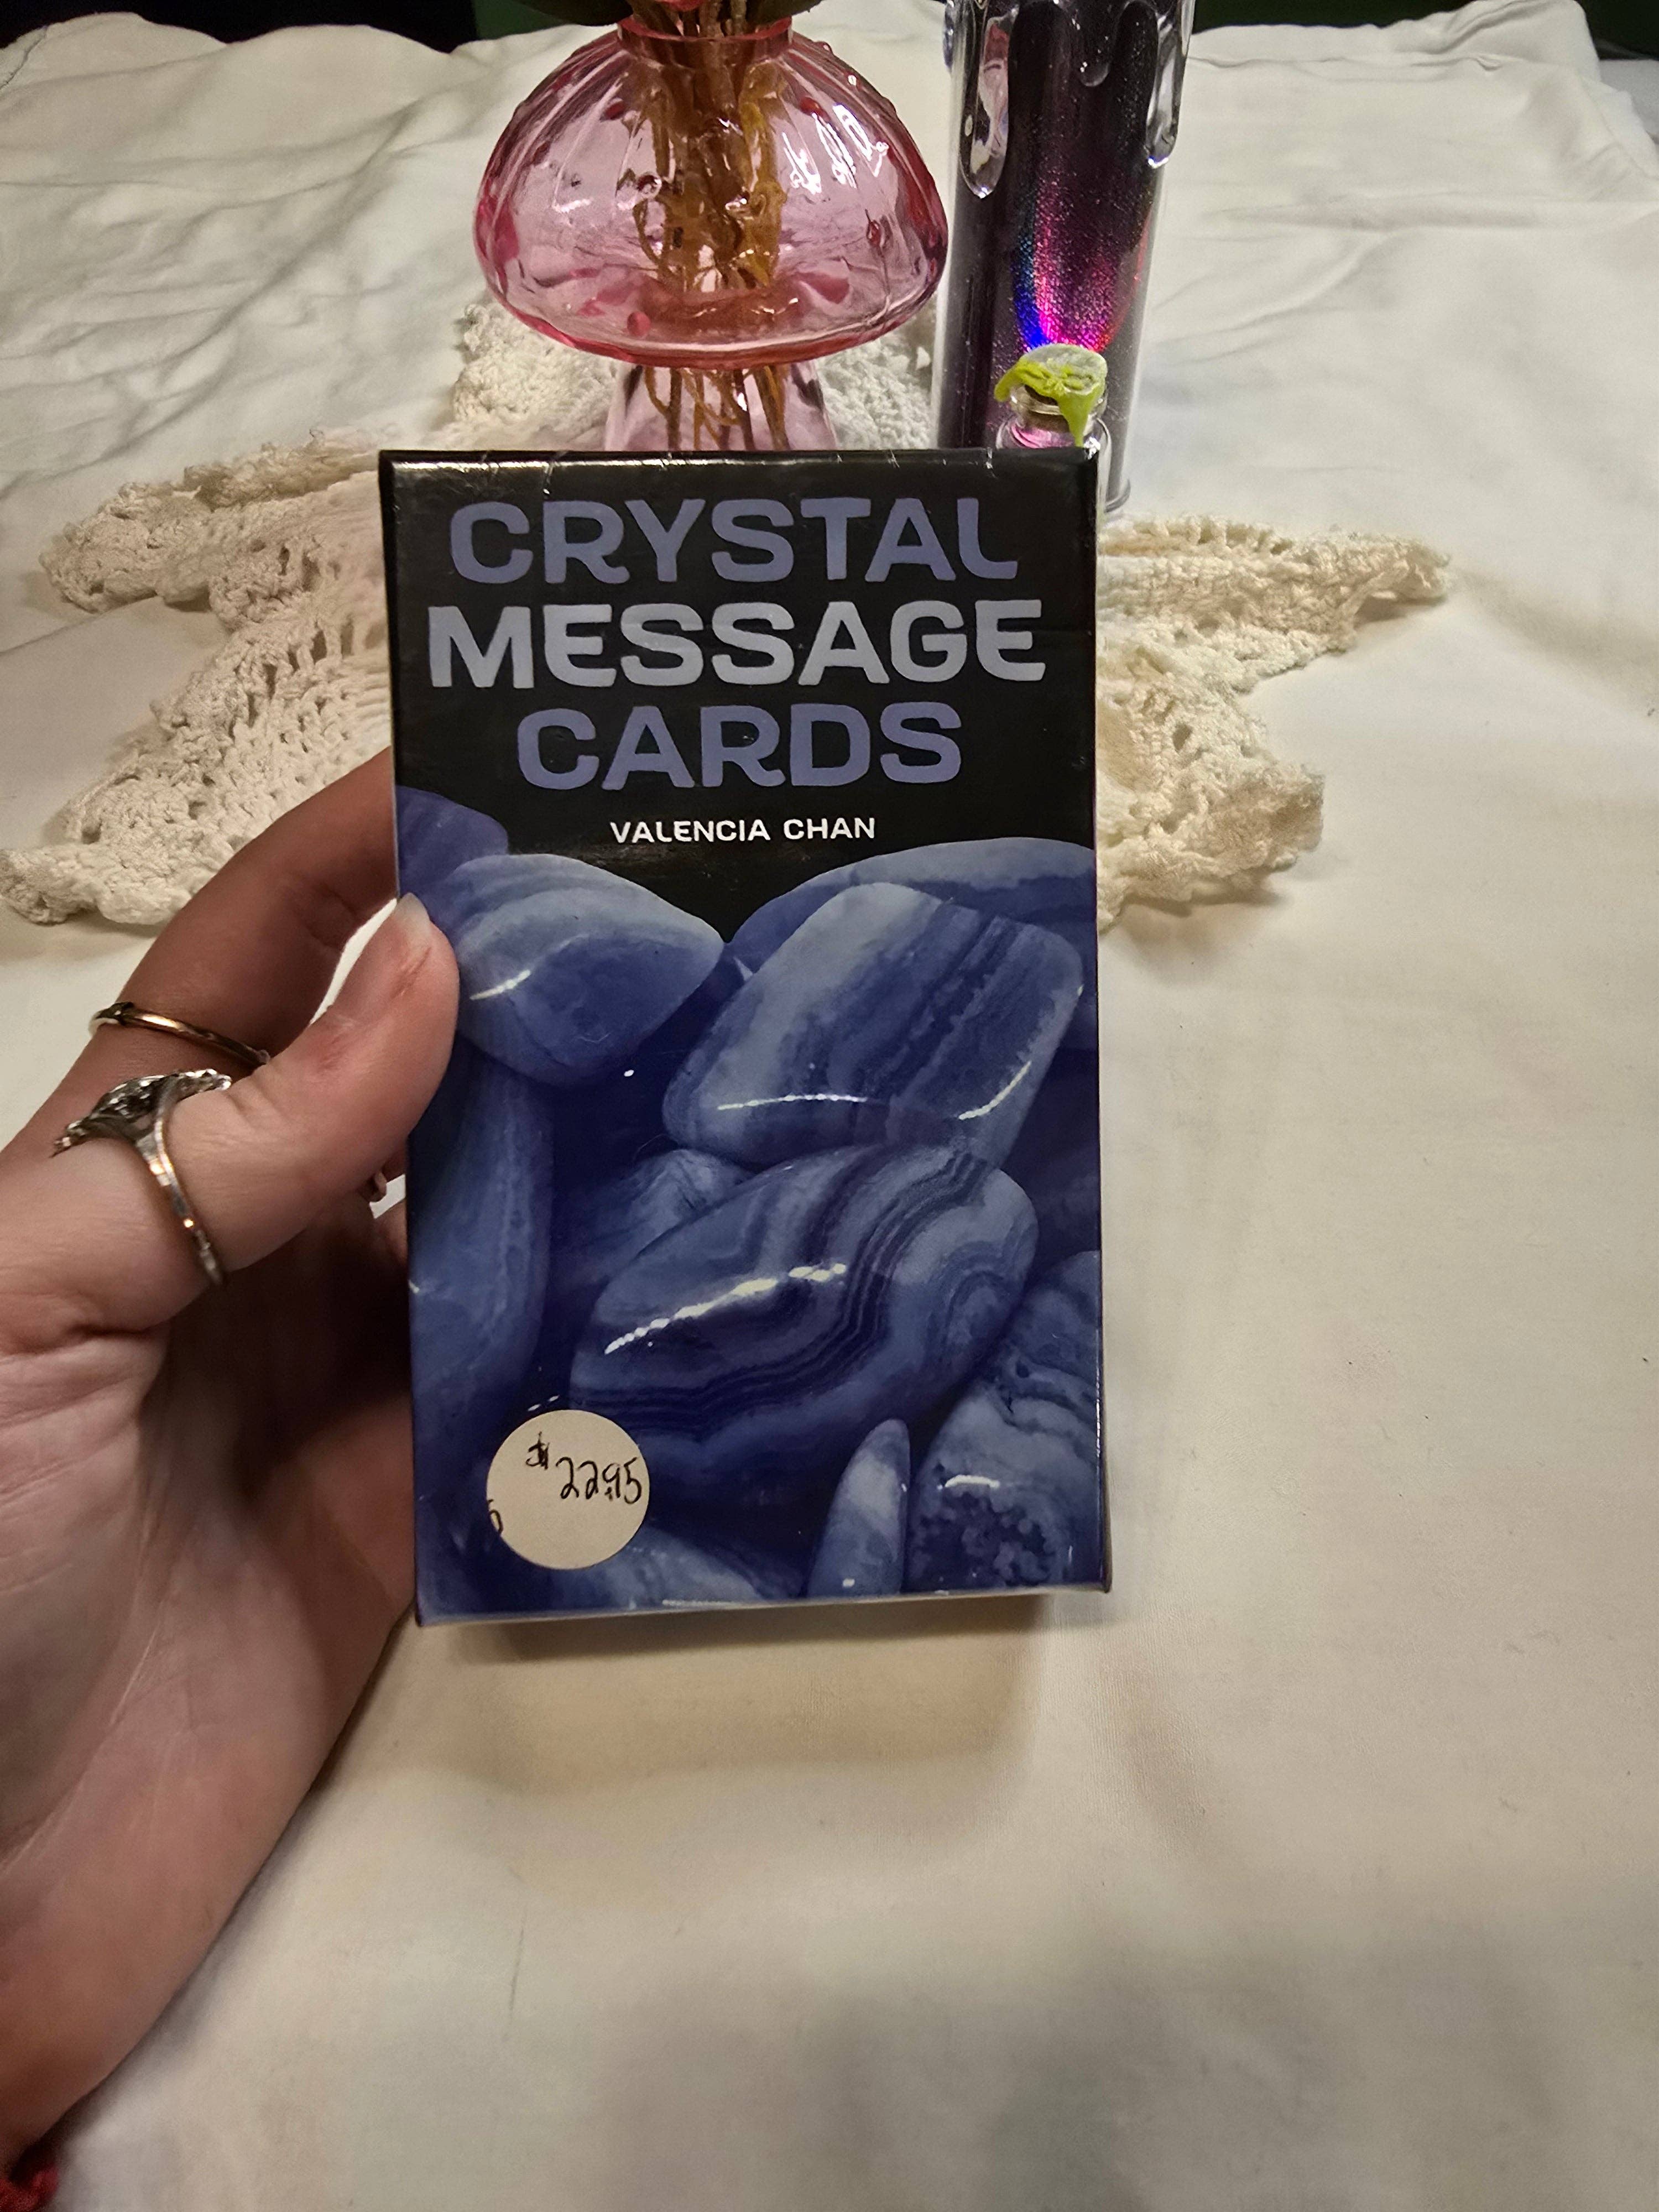 CRYSTAL
MESSAGE
CARDS
VALENCIA CHAN
$22.95